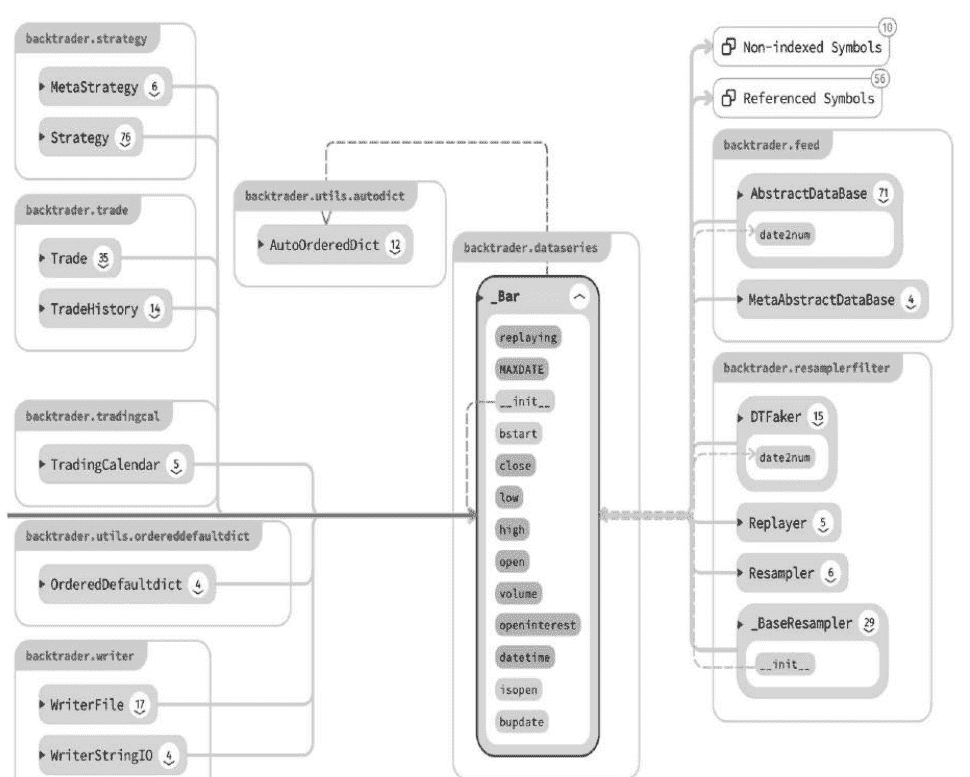 backtrader.strategy
MetaStrategy 6
Strategy 76
backtrader.trade
Trade 35
TradeHistory 14
backtrader.tradingcal
TradingCalendar 5
backtrader.utils.ordereddefaultdict
OrderedDefaultdict 4
backtrader.writer
WriterFile 17
WriterStringIO 4
backtrader.utils.autodict
AutoOrderedDict 12
backtrader.dataseries
_Bar
replaying
MAXDATE
__init__
bstart
close
low
high
open
volume
openinterest
datetime
isopen
bupdate
10
Non-indexed Symbols
56
Referenced Symbols
backtrader.feed
AbstractDataBase 71
date2num
MetaAbstractDataBase 4
backtrader.resamplerfilter
DTFaker 15
date2num
Replayer 5
Resampler 6
_BaseResampler 29
__init__